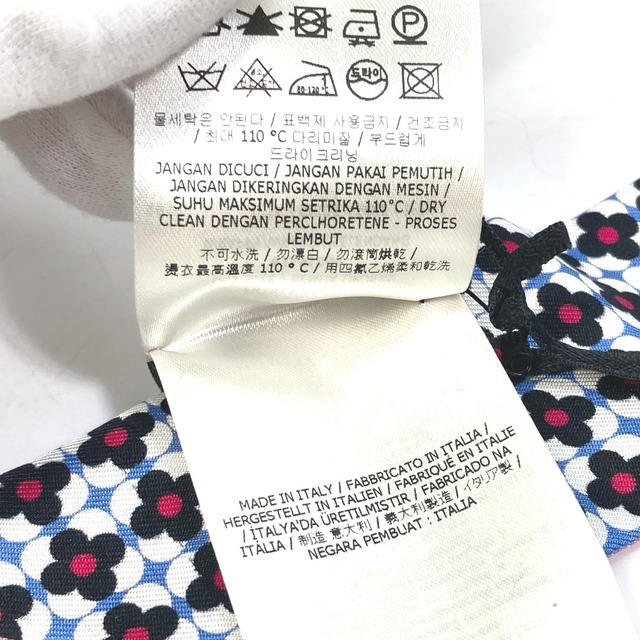 P
80-120℃
드라이
물세탁은 안된다 / 표백제 사용금지 / 건조금지
/ 최대 110 °C 다리미질 / 부드럽게
드라이크리닝
JANGAN DICUCI / JANGAN PAKAI PEMUTIH /
JANGAN DIKERINGKAN DENGAN MESIN /
SUHU MAKSIMUM SETRIKA 110°C / DRY
CLEAN DENGAN PERCLHORETENE - PROSES
LEMBUT
不可水洗 / 勿漂白 / 勿滾筒烘乾 /
燙衣最高溫度 110 °C / 用四氯乙烯柔和乾洗
MADE IN ITALY / FABBRICATO IN ITALIA /
HERGESTELLT IN ITALIEN / FABRIQUÉ EN ITALIE
/ ITALYA'DA ÜRETILMIŞTIR / FABRICADO NA
ITÁLIA / 制造 意大利 / 義大利製造 / イタリア製 /
NEGARA PEMBUAT : ITALIA